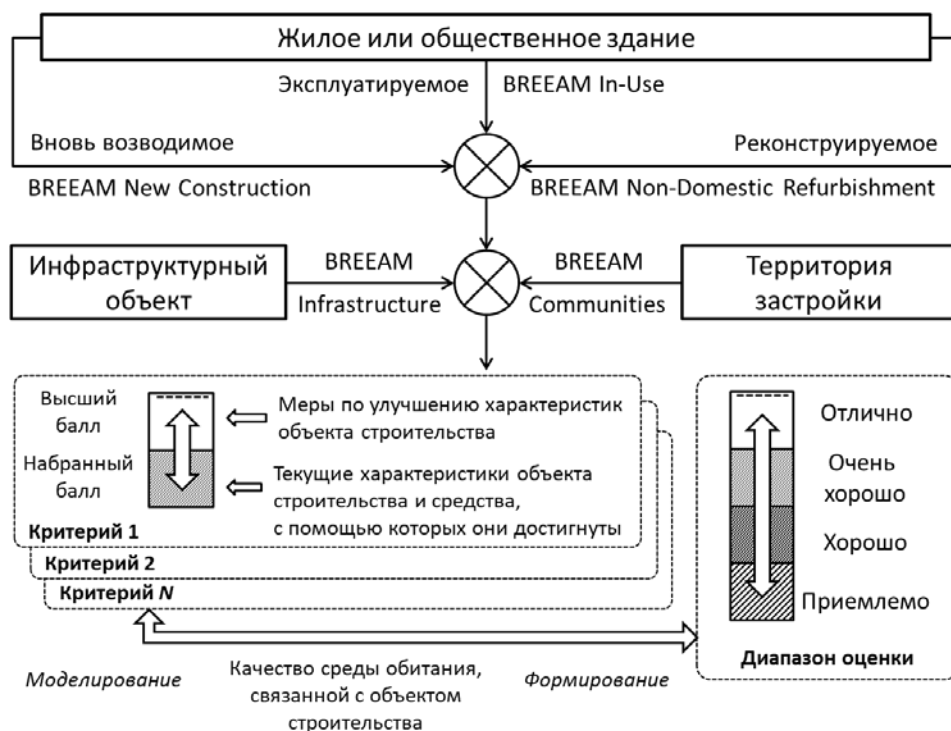 Жилое или общественное здание
Эксплуатируемое BREEAM In-Use
Вновь возводимое
Реконструируемое
BREEAM New Construction
BREEAM Non-Domestic Refurbishment
Инфраструктурный
объект
BREEAM
Infrastructure
BREEAM
Communities
Территория
застройки
Высший
балл
Меры по улучшению характеристик
объекта строительства
Набранный
балл
Текущие характеристики объекта
строительства и средства,
с помощью которых они достигнуты
Критерий 1
Критерий 2
Критерий N
Отлично
Очень
хорошо
Хорошо
Приемлемо
Диапазон оценки
Моделирование
Качество среды обитания,
связанной с объектом
строительства
Формирование